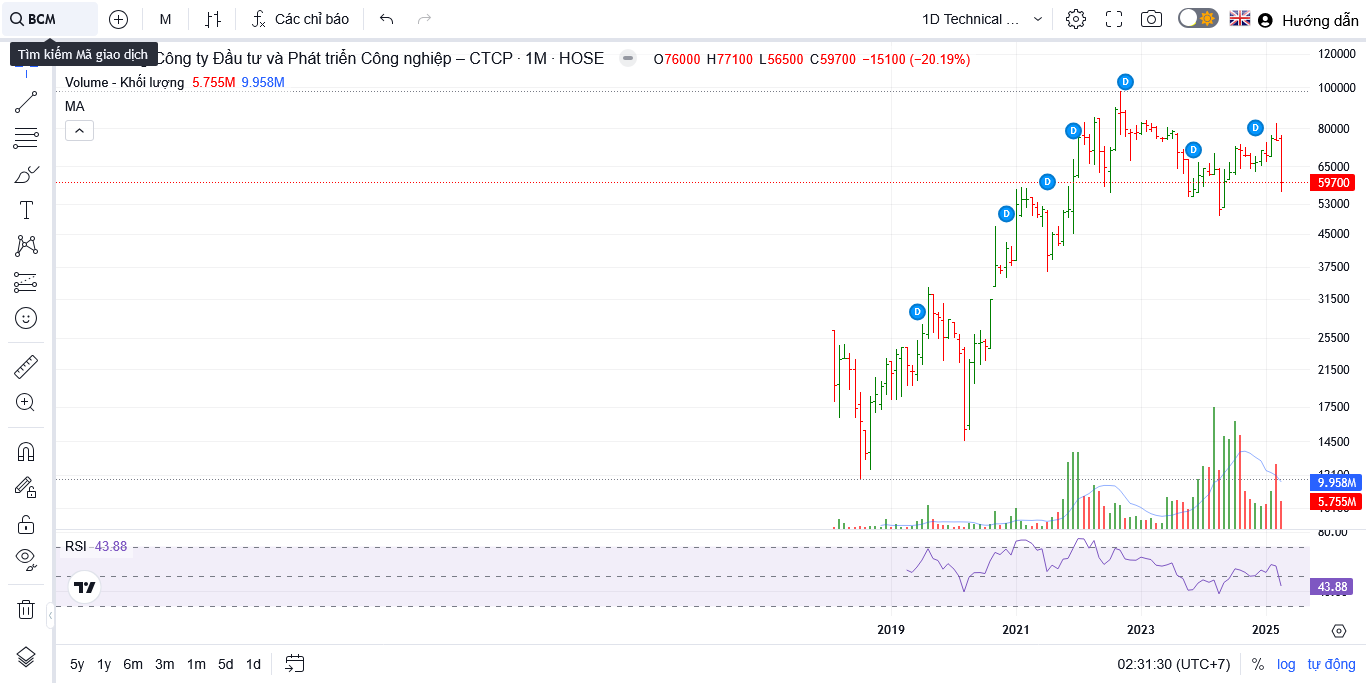 BCM
M
Các chỉ báo
1D Technical ...
Hướng dẫn
Tìm kiếm Mã giao dịch
Công ty Đầu tư và Phát triển Công nghiệp – CTCP · 1M · HOSE
O76000 H77100 L56500 C59700 −15100 (−20.19%)
Volume - Khối lượng 5.755M 9.958M
MA
D
D
D
D
D
D
D
120000
100000
80000
65000
59700
53000
45000
37500
31500
25500
21500
17500
14500
9.958M
5.755M
80.00
RSI 43.88
43.88
2019
2021
2023
2025
5y 1y 6m 3m 1m 5d 1d
02:31:30 (UTC+7)
% log tự động